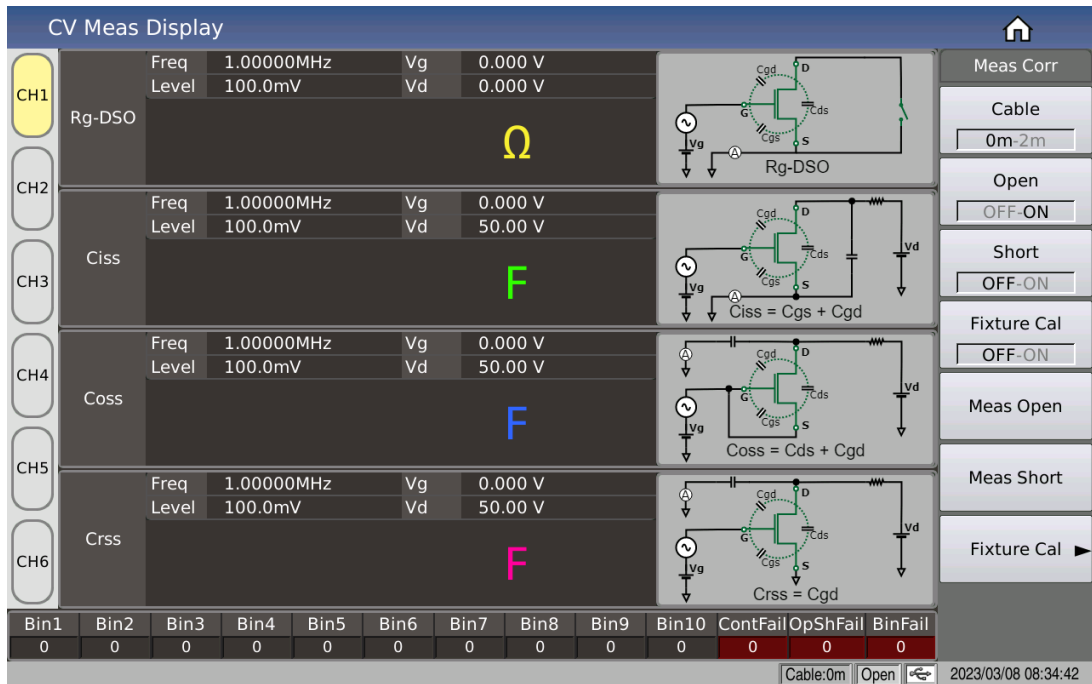 CV Meas Display
CH1
CH2
CH3
CH4
CH5
CH6
Rg-DSO
Freq 1.00000MHz Vg 0.000 V
Level 100.0mV Vd 0.000 V
Ω
Cgd D
G Cds
Cgs S
Vg A
Rg-DSO
Ciss
Freq 1.00000MHz Vg 0.000 V
Level 100.0mV Vd 50.00 V
F
Cgd D
G Cds Vd
Cgs S
Vg A
Ciss = Cgs + Cgd
Coss
Freq 1.00000MHz Vg 0.000 V
Level 100.0mV Vd 50.00 V
F
A Cgd D
G Cds Vd
Cgs S
Vg
Coss = Cds + Cgd
Crss
Freq 1.00000MHz Vg 0.000 V
Level 100.0mV Vd 50.00 V
F
A Cgd D
G Cds Vd
Cgs S
Vg
Crss = Cgd
Meas Corr
Cable
0m-2m
Open
OFF-ON
Short
OFF-ON
Fixture Cal
OFF-ON
Meas Open
Meas Short
Fixture Cal ►
Bin1 Bin2 Bin3 Bin4 Bin5 Bin6 Bin7 Bin8 Bin9 Bin10 ContFail OpShFail BinFail
0 0 0 0 0 0 0 0 0 0 0 0 0
Cable:0m Open 2023/03/08 08:34:42